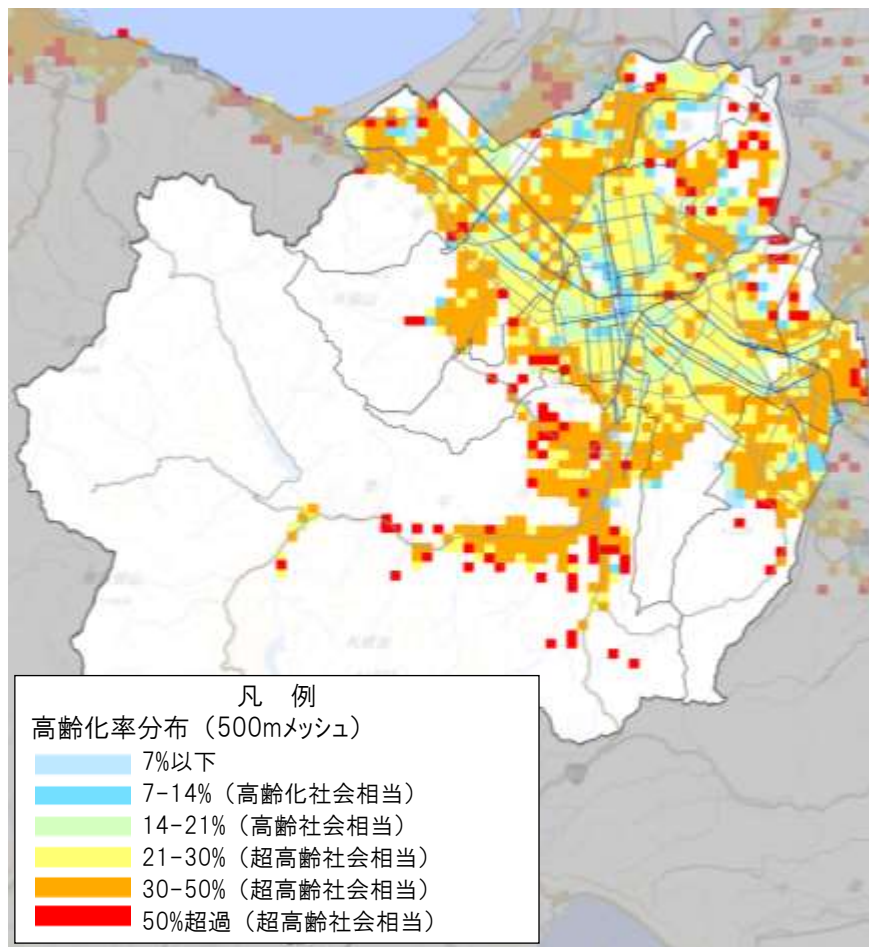 凡 例
高齢化率分布（500mメッシュ）
7%以下
7-14%（高齢化社会相当）
14-21%（高齢社会相当）
21-30%（超高齢社会相当）
30-50%（超高齢社会相当）
50%超過（超高齢社会相当）